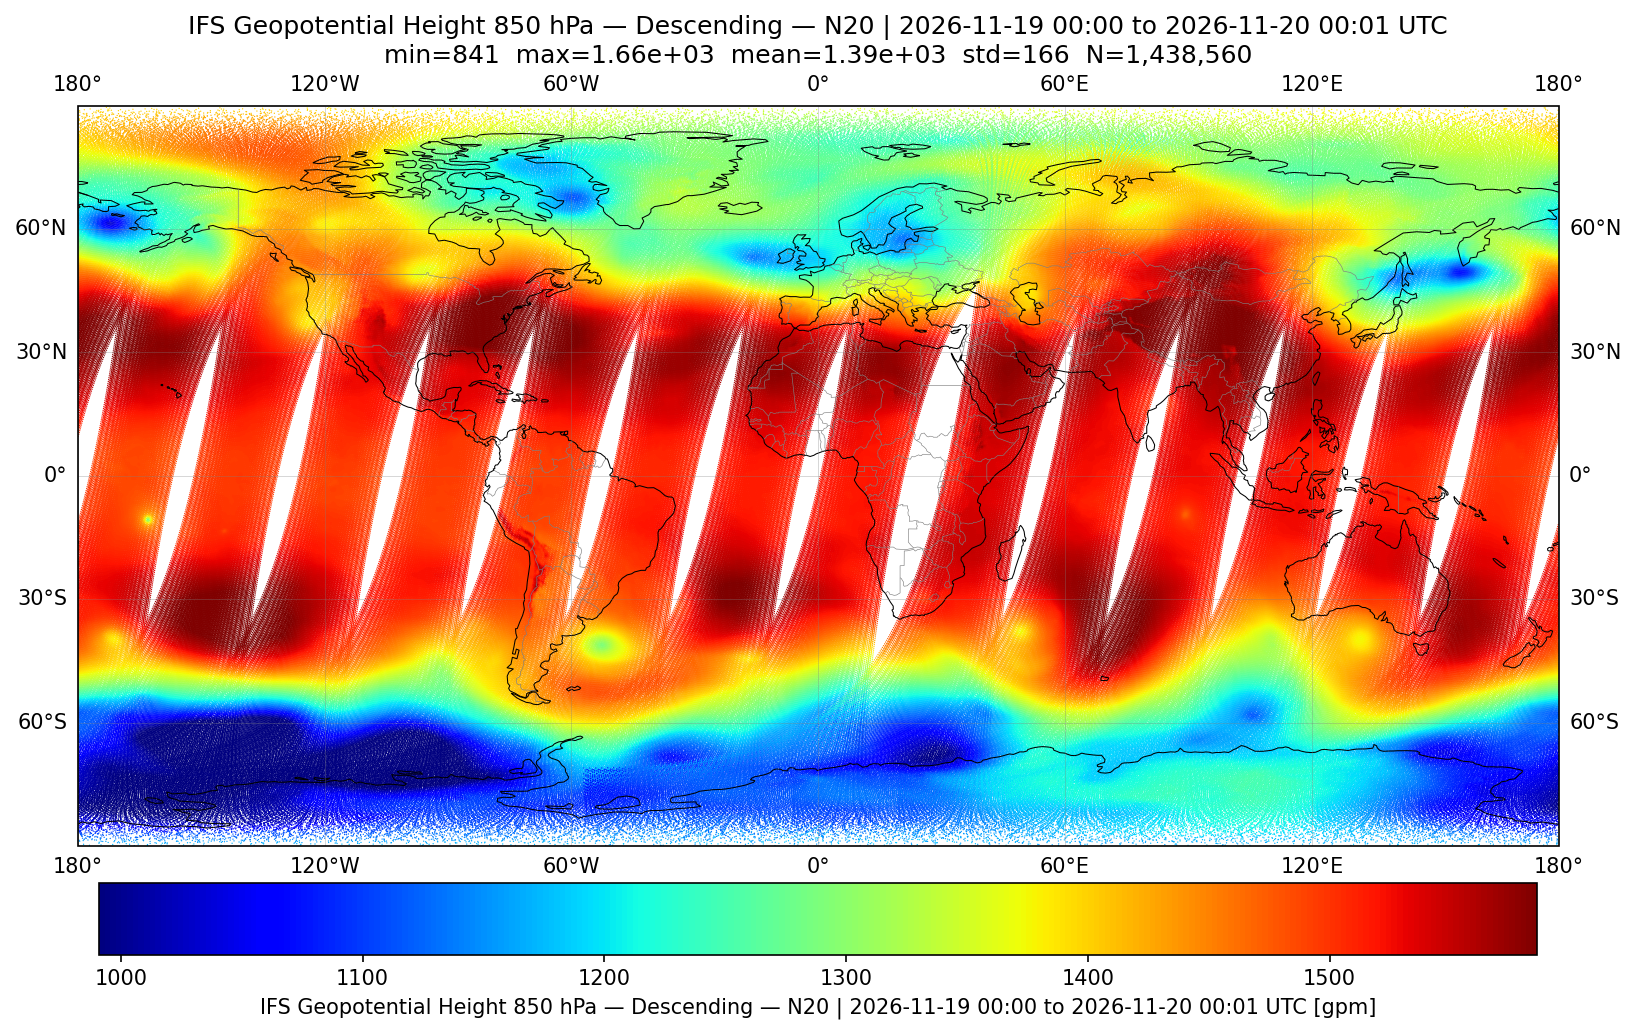 IFS Geopotential Height 850 hPa — Descending — N20 | 2026-11-19 00:00 to 2026-11-20 00:01 UTC
min=841  max=1.66e+03  mean=1.39e+03  std=166  N=1,438,560
180° 120°W 60°W 0° 60°E 120°E 180°
60°N 60°N
30°N 30°N
0° 0°
30°S 30°S
60°S 60°S
180° 120°W 60°W 0° 60°E 120°E 180°
1000 1100 1200 1300 1400 1500
IFS Geopotential Height 850 hPa — Descending — N20 | 2026-11-19 00:00 to 2026-11-20 00:01 UTC [gpm]